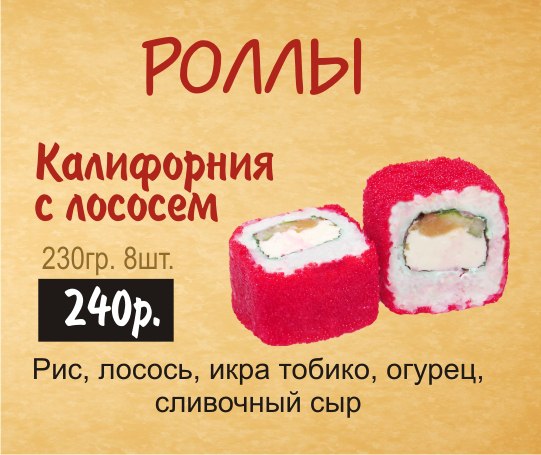 РОЛЛЫ
Калифорния
с лососем
230гр. 8шт.
240р.
Рис, лосось, икра тобико, огурец,
сливочный сыр